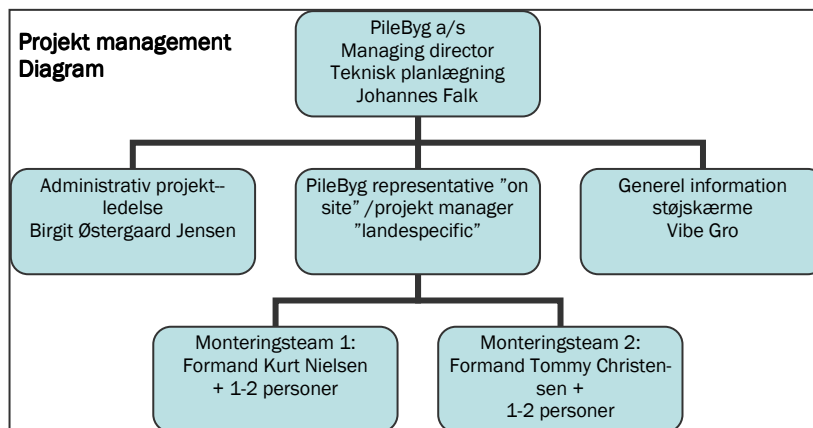 Projekt management
Diagram
PileByg a/s
Managing director
Teknisk planlægning
Johannes Falk
Administrativ projekt--
ledelse
Birgit Østergaard Jensen
PileByg representative ”on
site” /projekt manager
”landespecific”
Generel information
støjskærme
Vibe Gro
Monteringsteam 1:
Formand Kurt Nielsen
+ 1-2 personer
Monteringsteam 2:
Formand Tommy Christen-
sen +
1-2 personer